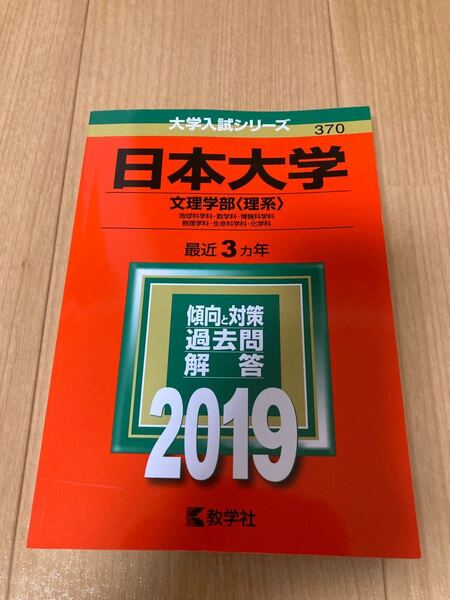 大学入試シリーズ
370
日本大学
文理学部〈理系〉
地球科学科・数学科・情報科学科
物理学科・生命科学科・化学科
最近3カ年
傾向と対策
過去問
解答
2019
教学社